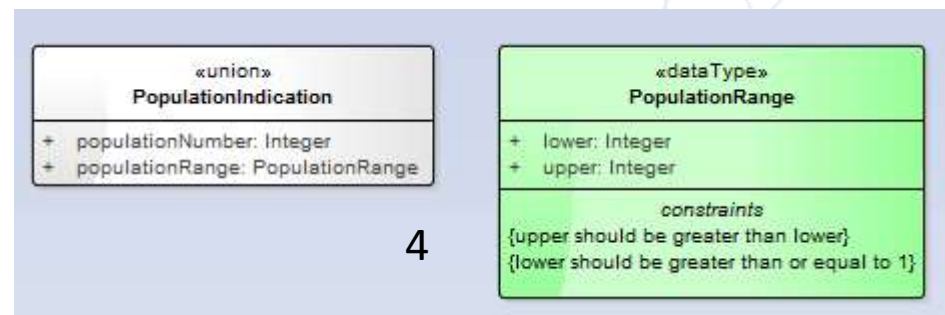 «union»
PopulationIndication
+ populationNumber: Integer
+ populationRange: PopulationRange
«dataType»
PopulationRange
+ lower: Integer
+ upper: Integer
constraints
{upper should be greater than lower}
{lower should be greater than or equal to 1}
4